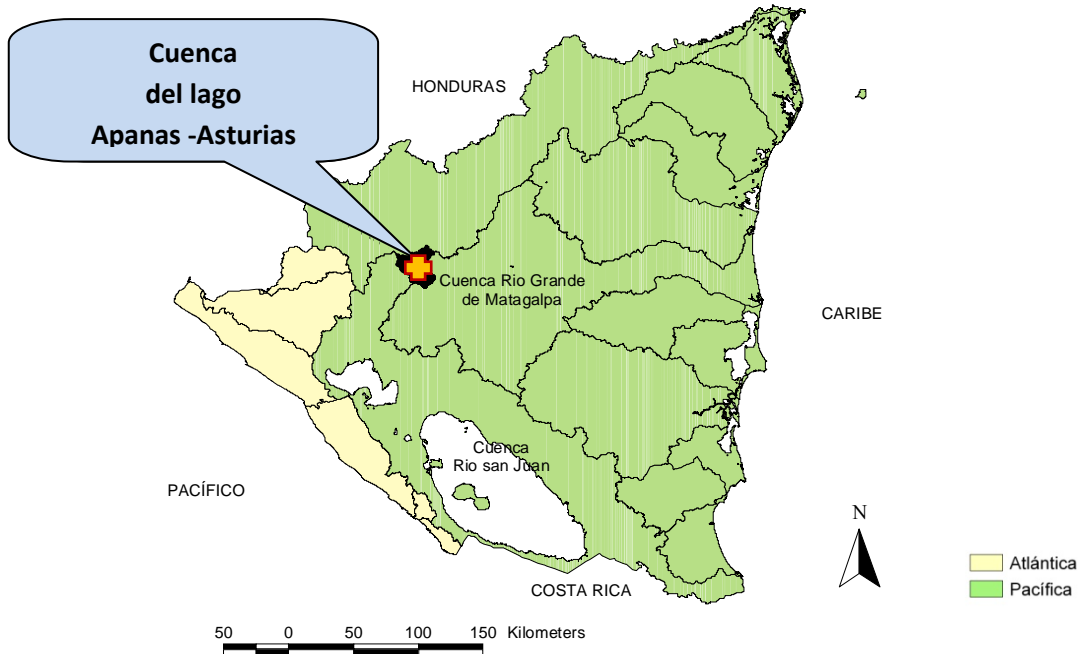 Cuenca
del lago
Apanas -Asturias
HONDURAS
Cuenca Rio Grande
de Matagalpa
CARIBE
Cuenca
Rio san Juan
PACÍFICO
N
COSTA RICA
Atlántica
Pacífica
50 0 50 100 150 Kilometers